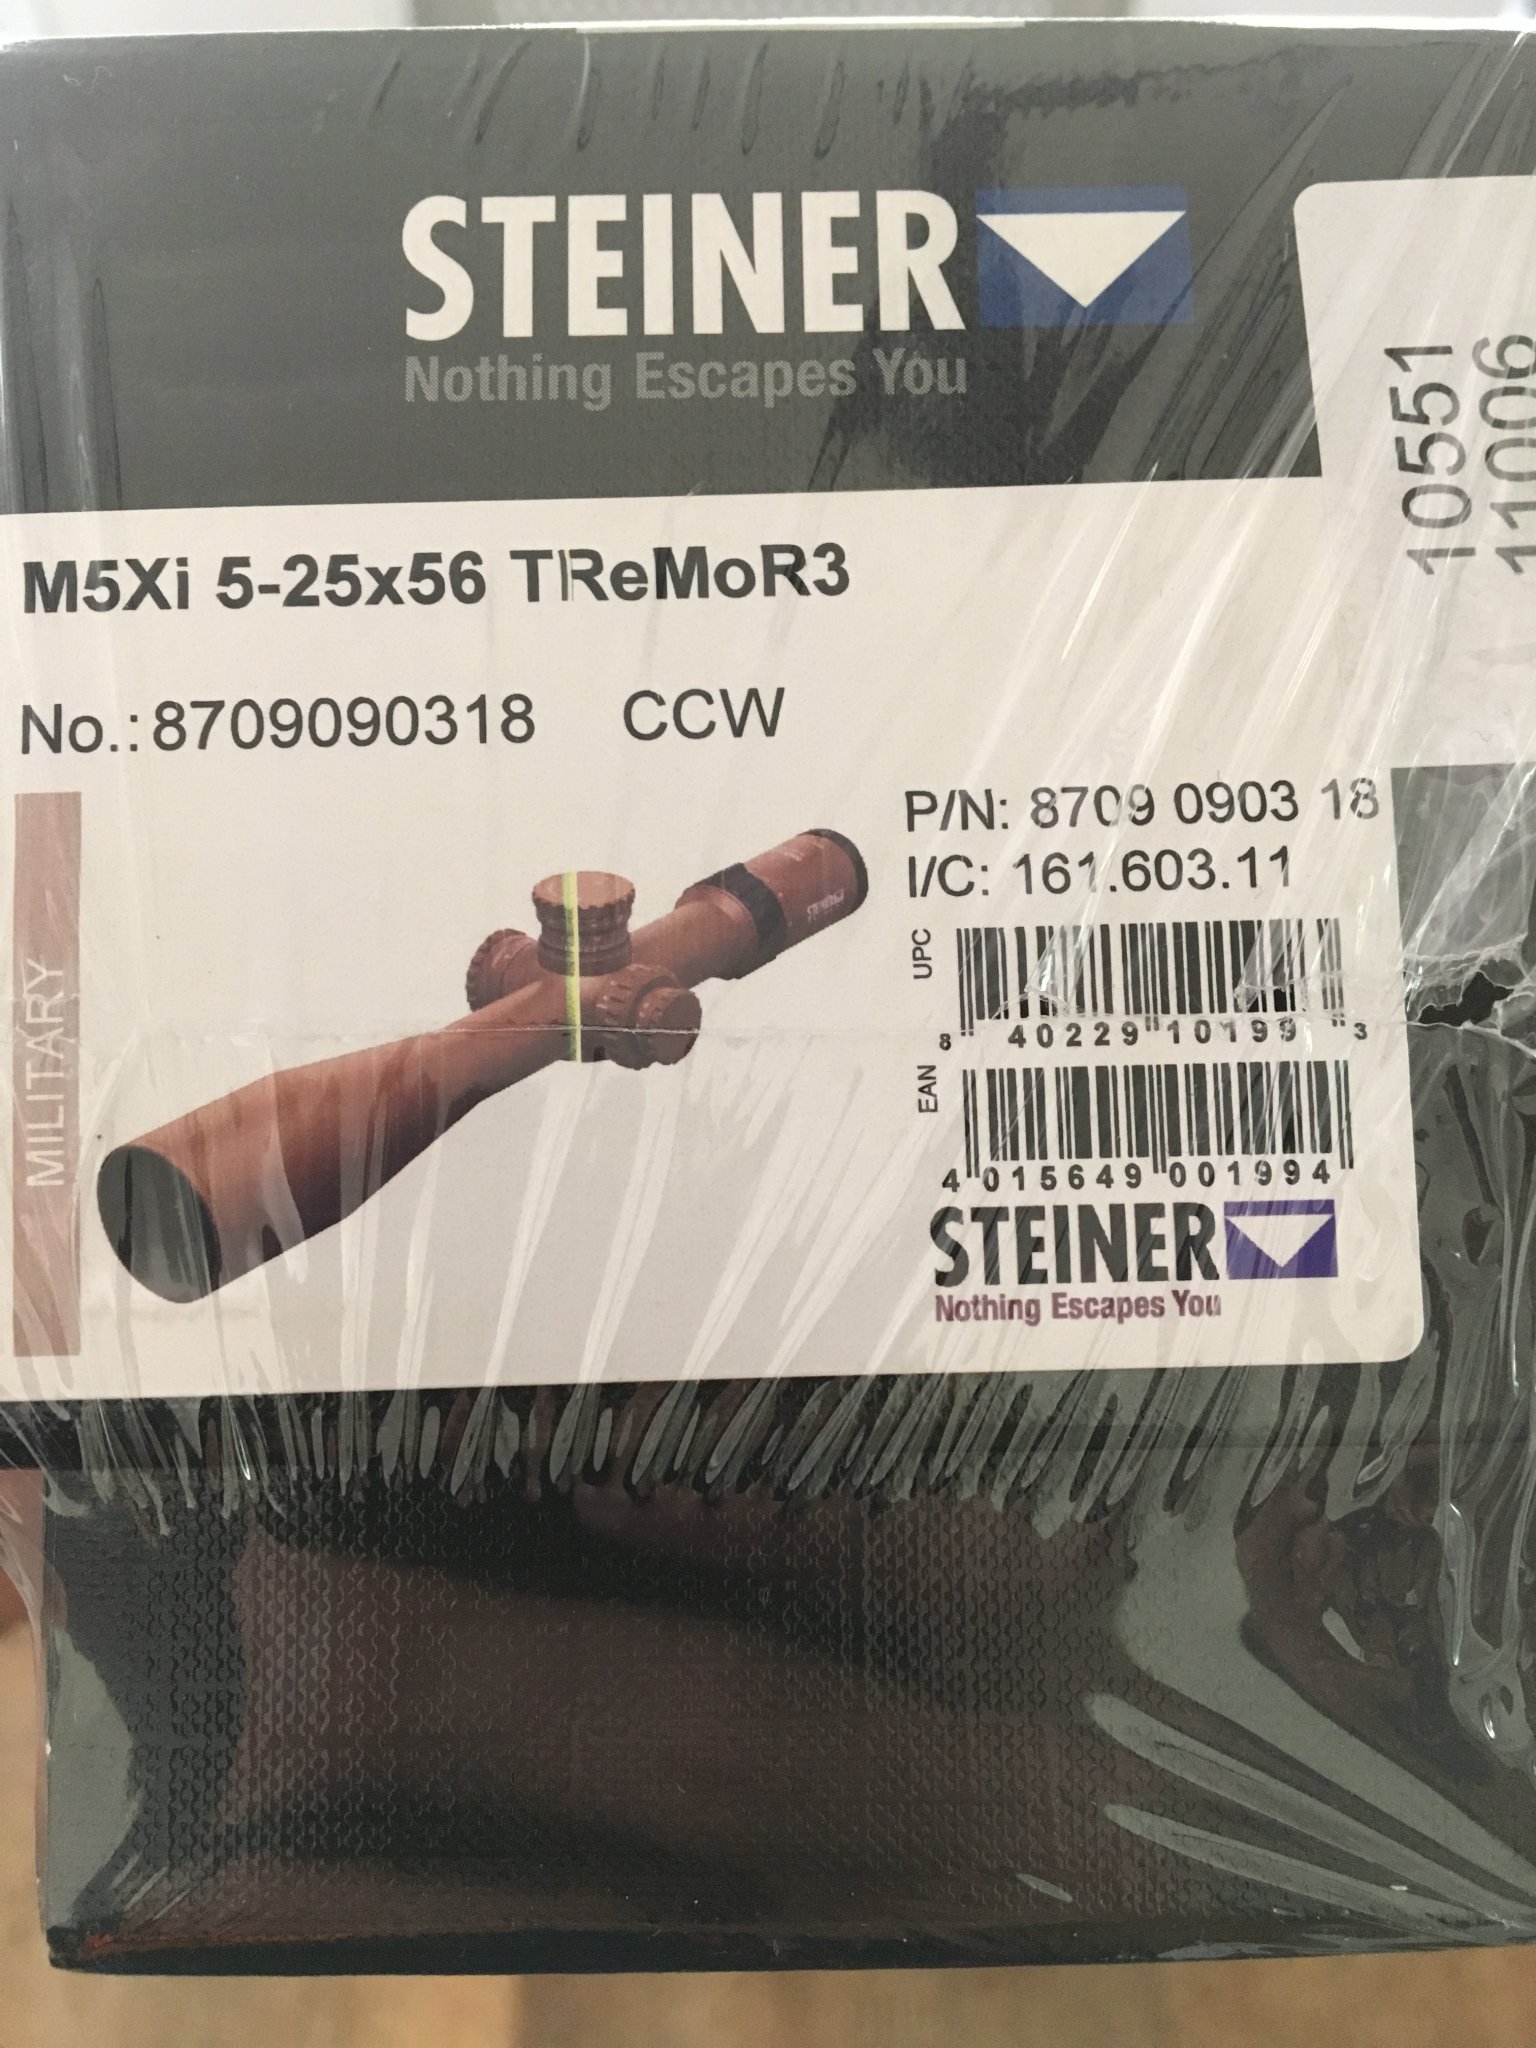 STEINER
Nothing Escapes You
10551
11006
M5Xi 5-25x56 TReMoR3
No.: 8709090318 CCW
MILITARY
P/N: 8709 0903 18
I/C: 161.603.11
UPC
8 40229 10199 3
EAN
4 015649 001994
STEINER
Nothing Escapes You